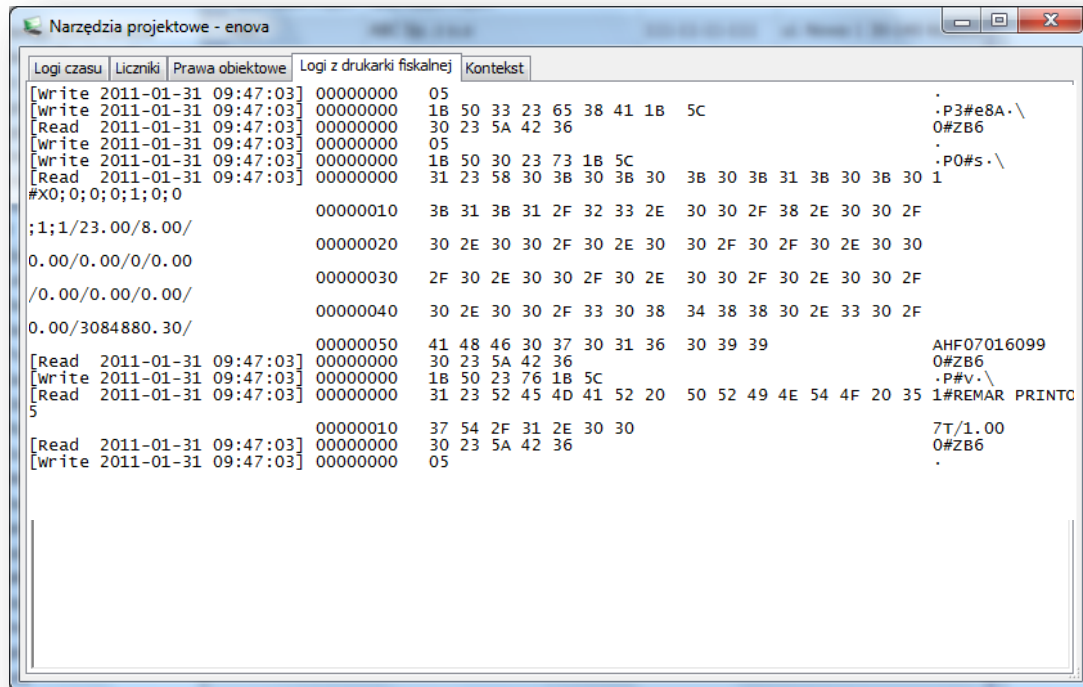 Narzędzia projektowe - enova
Logi czasu Liczniki Prawa obiektowe Logi z drukarki fiskalnej Kontekst
[Write 2011-01-31 09:47:03] 00000000 05 .
[Write 2011-01-31 09:47:03] 00000000 1B 50 33 23 65 38 41 1B 5C ·P3#e8A·\
[Read 2011-01-31 09:47:03] 00000000 30 23 5A 42 36 0#ZB6
[Write 2011-01-31 09:47:03] 00000000 05 .
[Write 2011-01-31 09:47:03] 00000000 1B 50 30 23 73 1B 5C ·P0#s·\
[Read 2011-01-31 09:47:03] 00000000 31 23 58 30 3B 30 3B 30 3B 30 3B 31 3B 30 3B 30 1
#X0;0;0;0;1;0;0
00000010 3B 31 3B 31 2F 32 33 2E 30 30 2F 38 2E 30 30 2F
;1;1/23.00/8.00/
00000020 30 2E 30 30 2F 30 2E 30 30 2F 30 2F 30 2E 30 30
0.00/0.00/0/0.00
00000030 2F 30 2E 30 30 2F 30 2E 30 30 2F 30 2E 30 30 2F
/0.00/0.00/0.00/
00000040 30 2E 30 30 2F 33 30 38 34 38 38 30 2E 33 30 2F
0.00/3084880.30/
00000050 41 48 46 30 37 30 31 36 30 39 39 AHF07016099
[Read 2011-01-31 09:47:03] 00000000 30 23 5A 42 36 0#ZB6
[Write 2011-01-31 09:47:03] 00000000 1B 50 23 76 1B 5C ·P#v·\
[Read 2011-01-31 09:47:03] 00000000 31 23 52 45 4D 41 52 20 50 52 49 4E 54 4F 20 35 1#REMAR PRINTO
5
00000010 37 54 2F 31 2E 30 30 7T/1.00
[Read 2011-01-31 09:47:03] 00000000 30 23 5A 42 36 0#ZB6
[Write 2011-01-31 09:47:03] 00000000 05 .